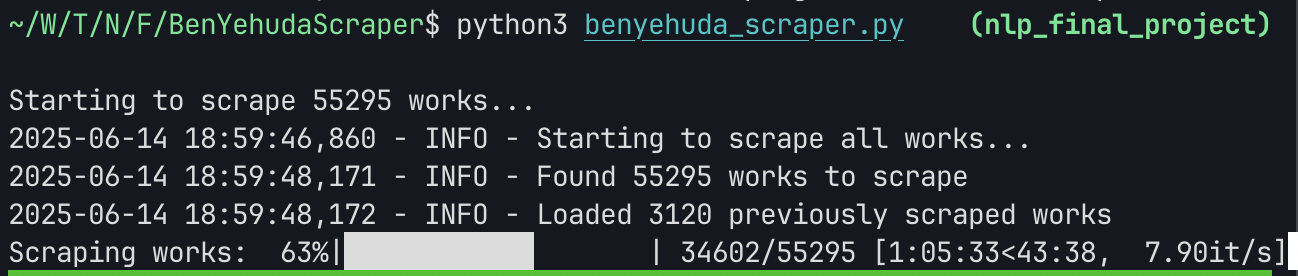 ~/W/T/N/F/BenYehudaScraper$ python3 benyehuda_scraper.py (nlp_final_project)
Starting to scrape 55295 works...
2025-06-14 18:59:46,860 - INFO - Starting to scrape all works...
2025-06-14 18:59:48,171 - INFO - Found 55295 works to scrape
2025-06-14 18:59:48,172 - INFO - Loaded 3120 previously scraped works
Scraping works: 63%| | 34602/55295 [1:05:33<43:38, 7.90it/s]